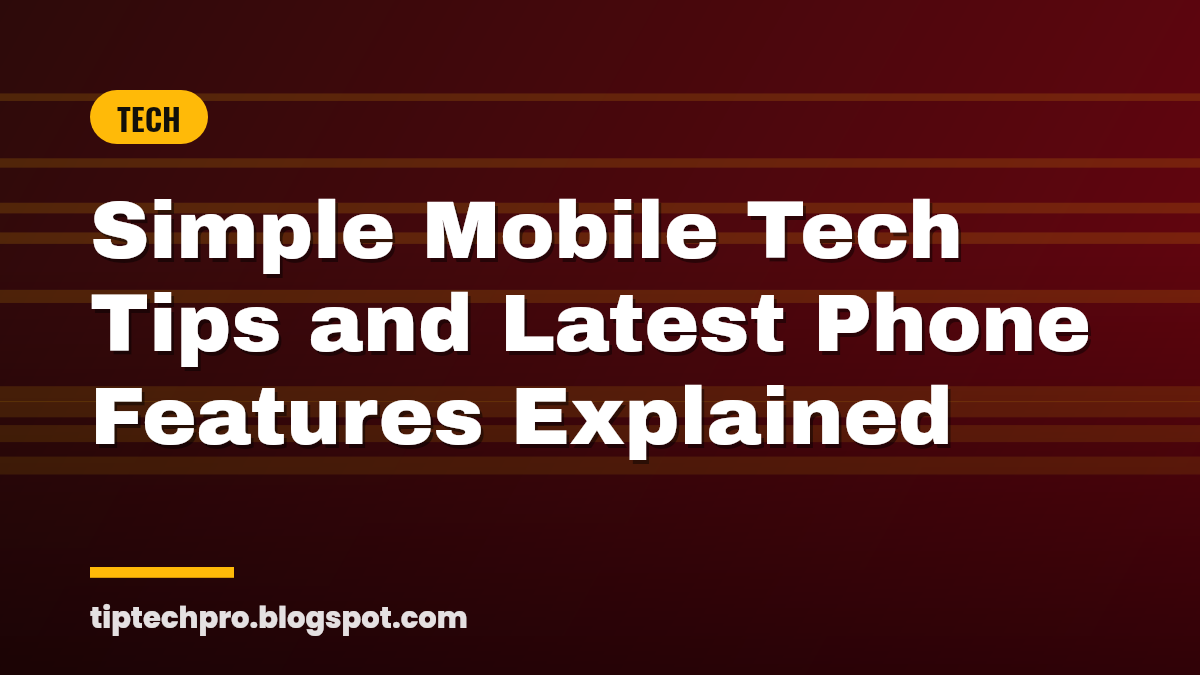 TECH
Simple Mobile Tech
Tips and Latest Phone
Features Explained
tiptechpro.blogspot.com